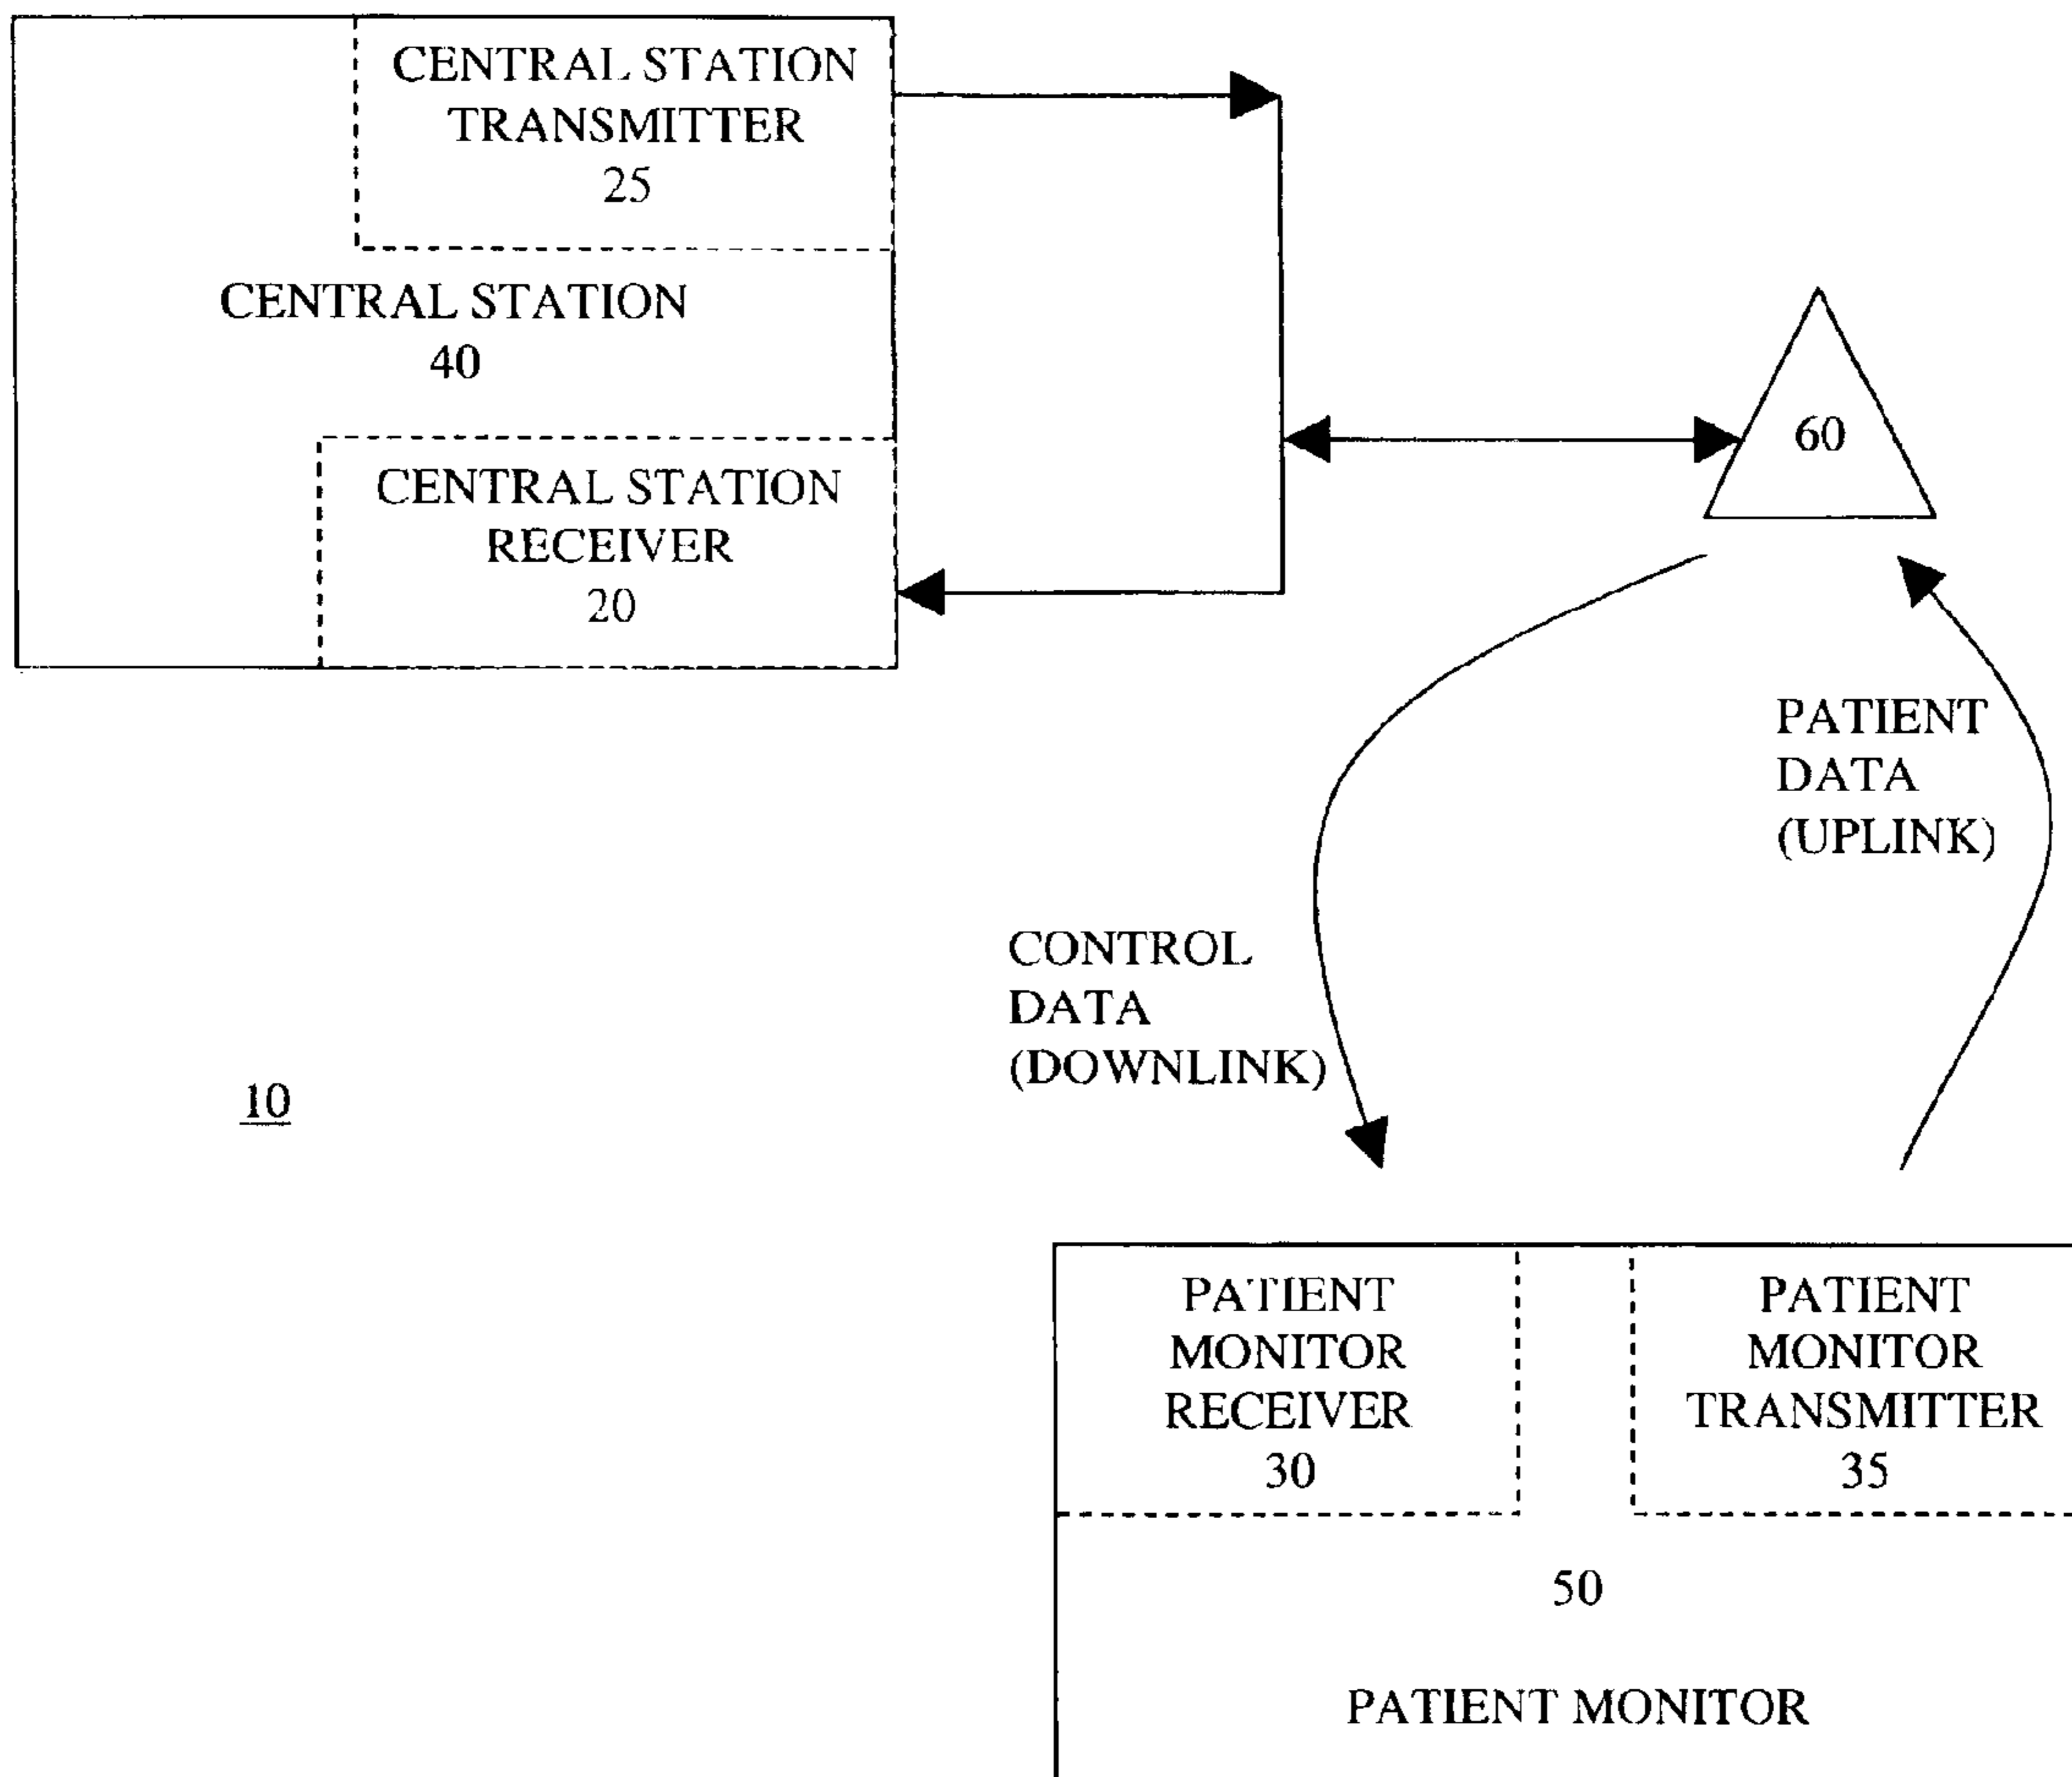 CENTRAL STATION
TRANSMITTER
25
CENTRAL STATION
40
CENTRAL STATION
RECEIVER
20
60
PATIENT
DATA
(UPLINK)
CONTROL
DATA
(DOWNLINK)
10
PATIENT
MONITOR
RECEIVER
30
PATIENT
MONITOR
TRANSMITTER
35
50
PATIENT MONITOR